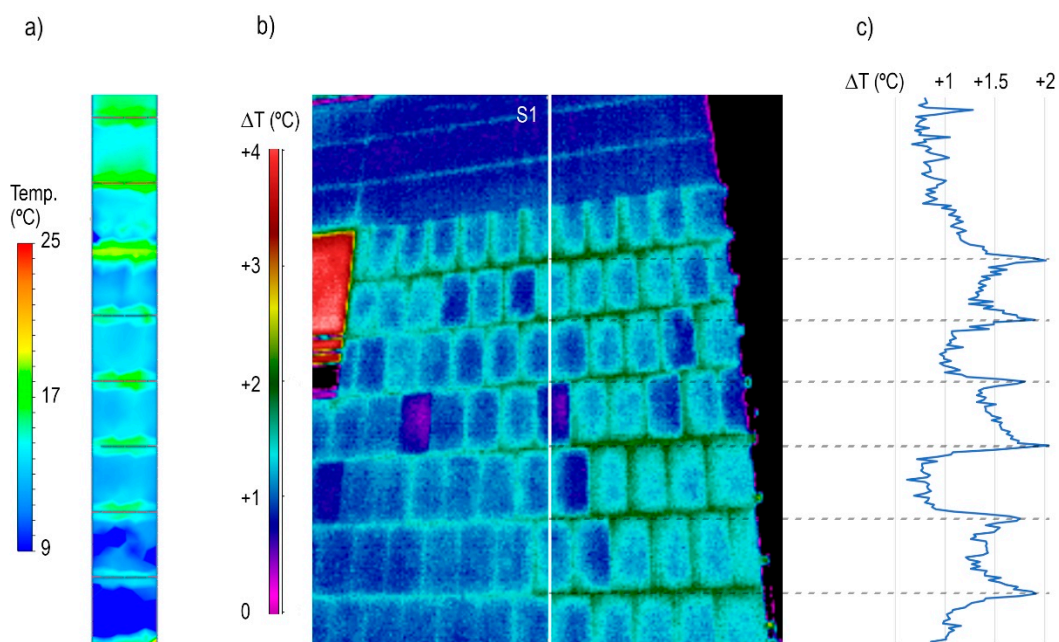 a)
b)
c)
ΔT (ºC) +1 +1.5 +2
ΔT (ºC)
S1
+4
Temp.
(ºC)
25
+3
17
+2
9
+1
0